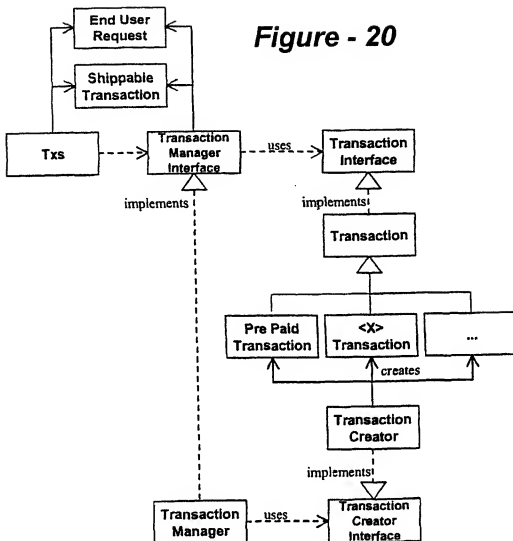 Figure - 20
End User
Request
Shippable
Transaction
Txs
Transaction
Manager
Interface
uses
Transaction
Interface
implements
implements
Transaction
Pre Paid
Transaction
<X>
Transaction
...
creates
Transaction
Creator
implements
Transaction
Manager
uses
Transaction
Creator
Interface